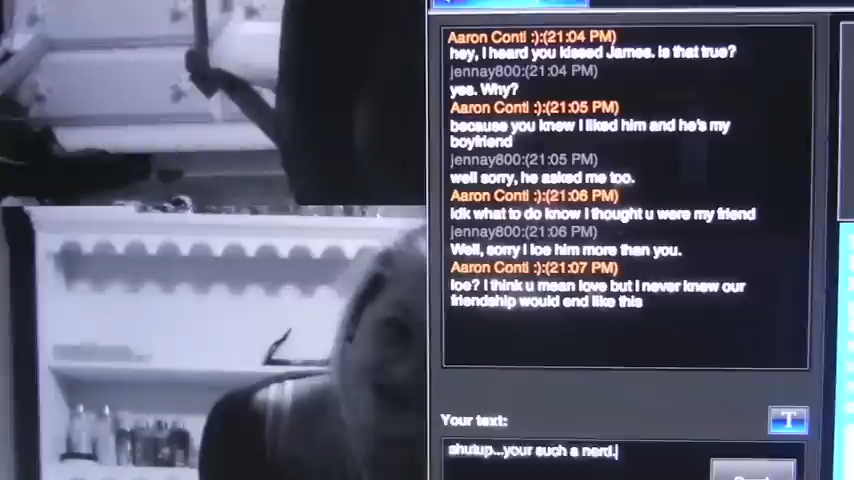 Aaron Conti :):(21:04 PM)
hey, I heard you kissed James. Is that true?
jennay800:(21:04 PM)
yes. Why?
Aaron Conti :):(21:05 PM)
because you know I liked him and he's my
boyfriend
jennay800:(21:05 PM)
well sorry, he asked me too.
Aaron Conti :):(21:06 PM)
idk what to do know I thought u were my friend
jennay800:(21:06 PM)
Well, sorry I loe him more than you.
Aaron Conti :):(21:07 PM)
loe? I think u mean love but I never knew our
friendship would end like this
Your text:
T
shutup...your such a nerd.